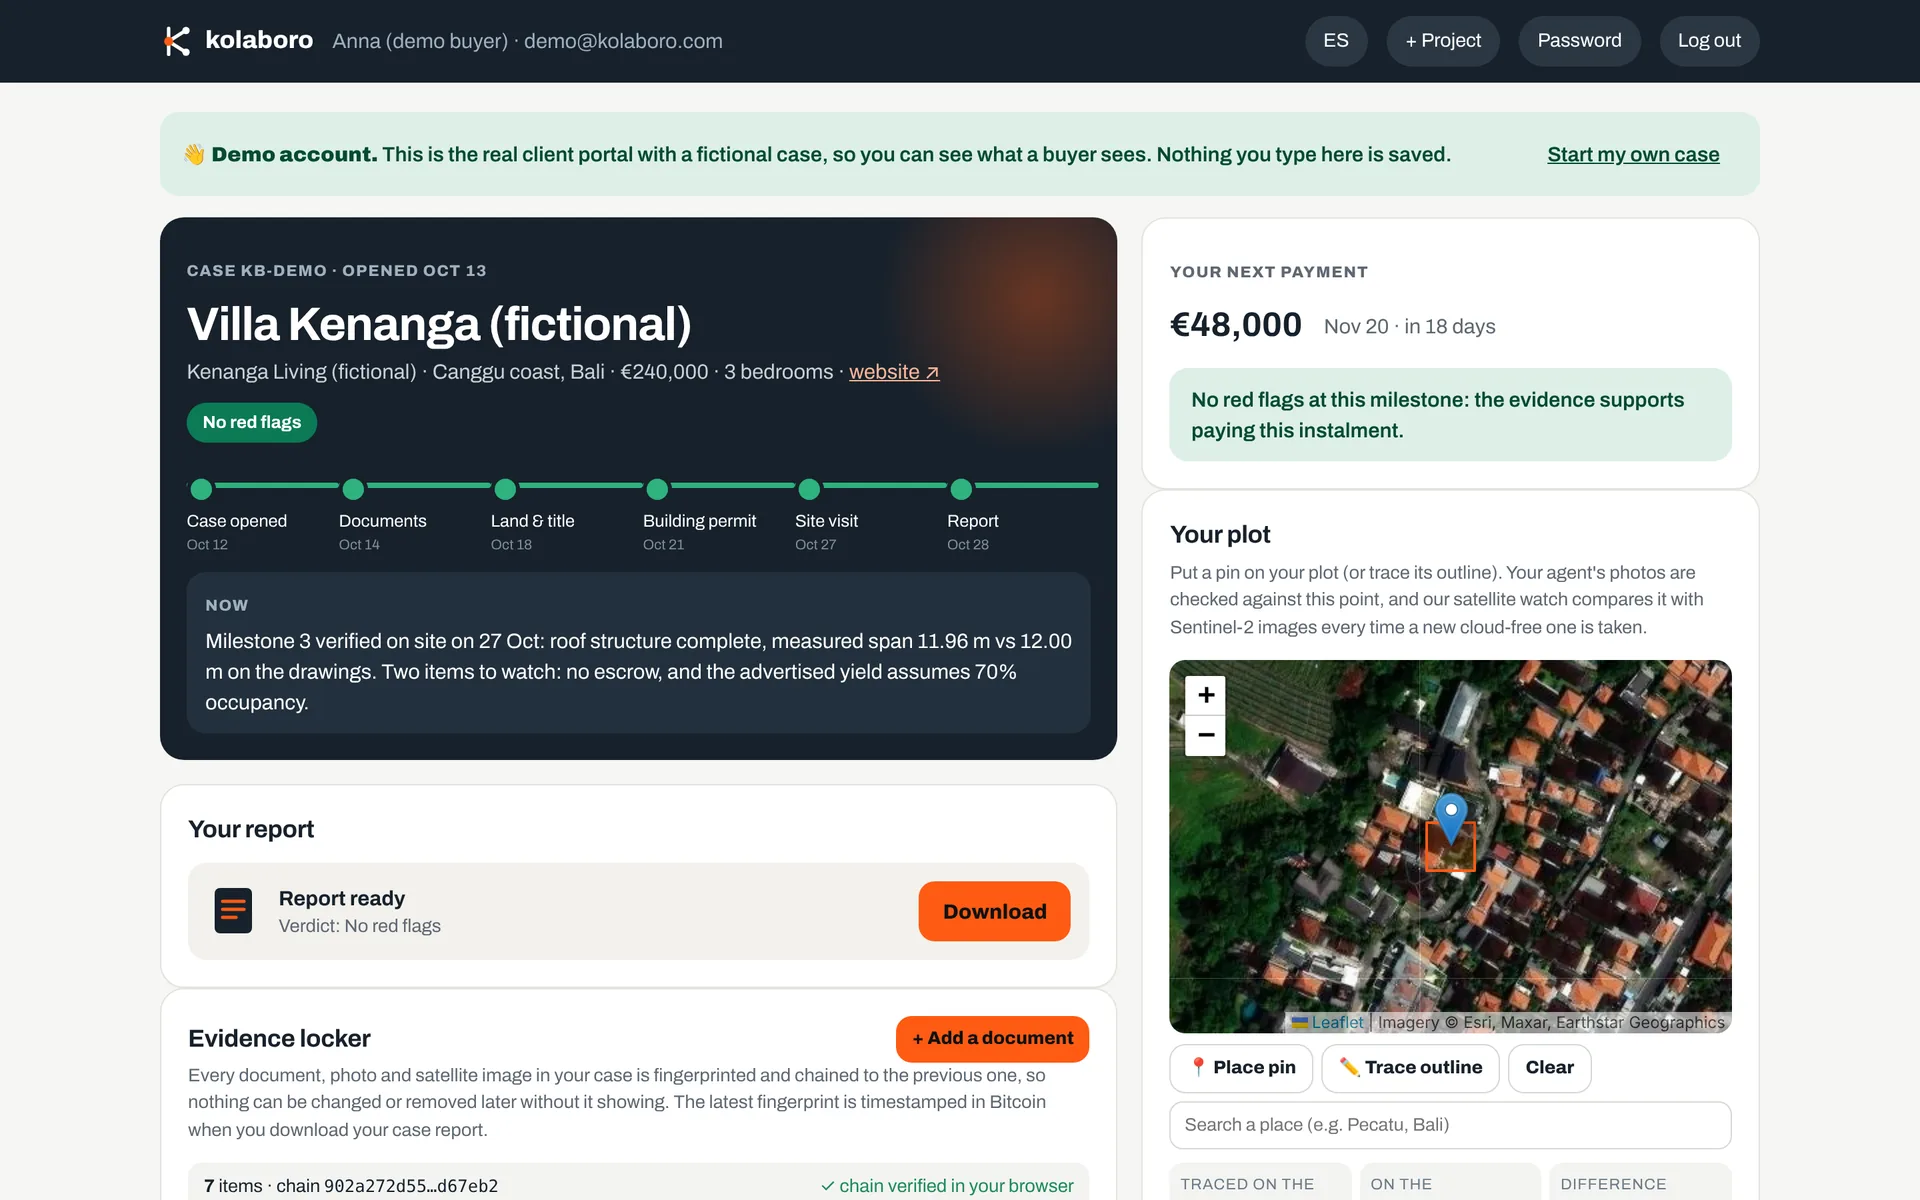 kolaboro Anna (demo buyer) · demo@kolaboro.com
ES
+ Project
Password
Log out
👋 Demo account. This is the real client portal with a fictional case, so you can see what a buyer sees. Nothing you type here is saved.
Start my own case
CASE KB-DEMO · OPENED OCT 13
Villa Kenanga (fictional)
Kenanga Living (fictional) · Canggu coast, Bali · €240,000 · 3 bedrooms · website ↗
No red flags
Case opened
Oct 12
Documents
Oct 14
Land & title
Oct 18
Building permit
Oct 21
Site visit
Oct 27
Report
Oct 28
NOW
Milestone 3 verified on site on 27 Oct: roof structure complete, measured span 11.96 m vs 12.00
m on the drawings. Two items to watch: no escrow, and the advertised yield assumes 70%
occupancy.
Your report
Report ready
Verdict: No red flags
Download
Evidence locker
+ Add a document
Every document, photo and satellite image in your case is fingerprinted and chained to the previous one, so
nothing can be changed or removed later without it showing. The latest fingerprint is timestamped in Bitcoin
when you download your case report.
7 items · chain 902a272d55…d67eb2
✓ chain verified in your browser
YOUR NEXT PAYMENT
€48,000 Nov 20 · in 18 days
No red flags at this milestone: the evidence supports
paying this instalment.
Your plot
Put a pin on your plot (or trace its outline). Your agent's photos are
checked against this point, and our satellite watch compares it with
Sentinel-2 images every time a new cloud-free one is taken.
+
−
Leaflet | Imagery © Esri, Maxar, Earthstar Geographics
📍 Place pin
✏️ Trace outline
Clear
Search a place (e.g. Pecatu, Bali)
TRACED ON THE
ON THE
DIFFERENCE